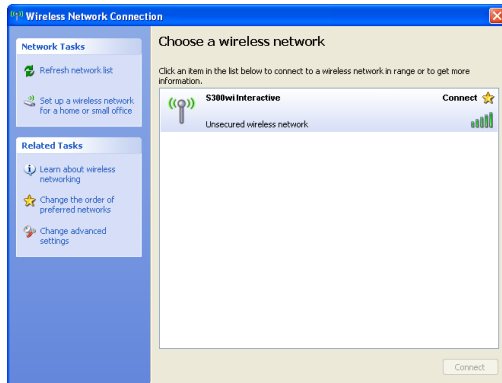 Wireless Network Connection
Network Tasks
Refresh network list
Set up a wireless network
for a home or small office
Related Tasks
Learn about wireless
networking
Change the order of
preferred networks
Change advanced
settings
Choose a wireless network
Click an item in the list below to connect to a wireless network in range or to get more
information.
S300wi Interactive
Connect
Unsecured wireless network
Connect